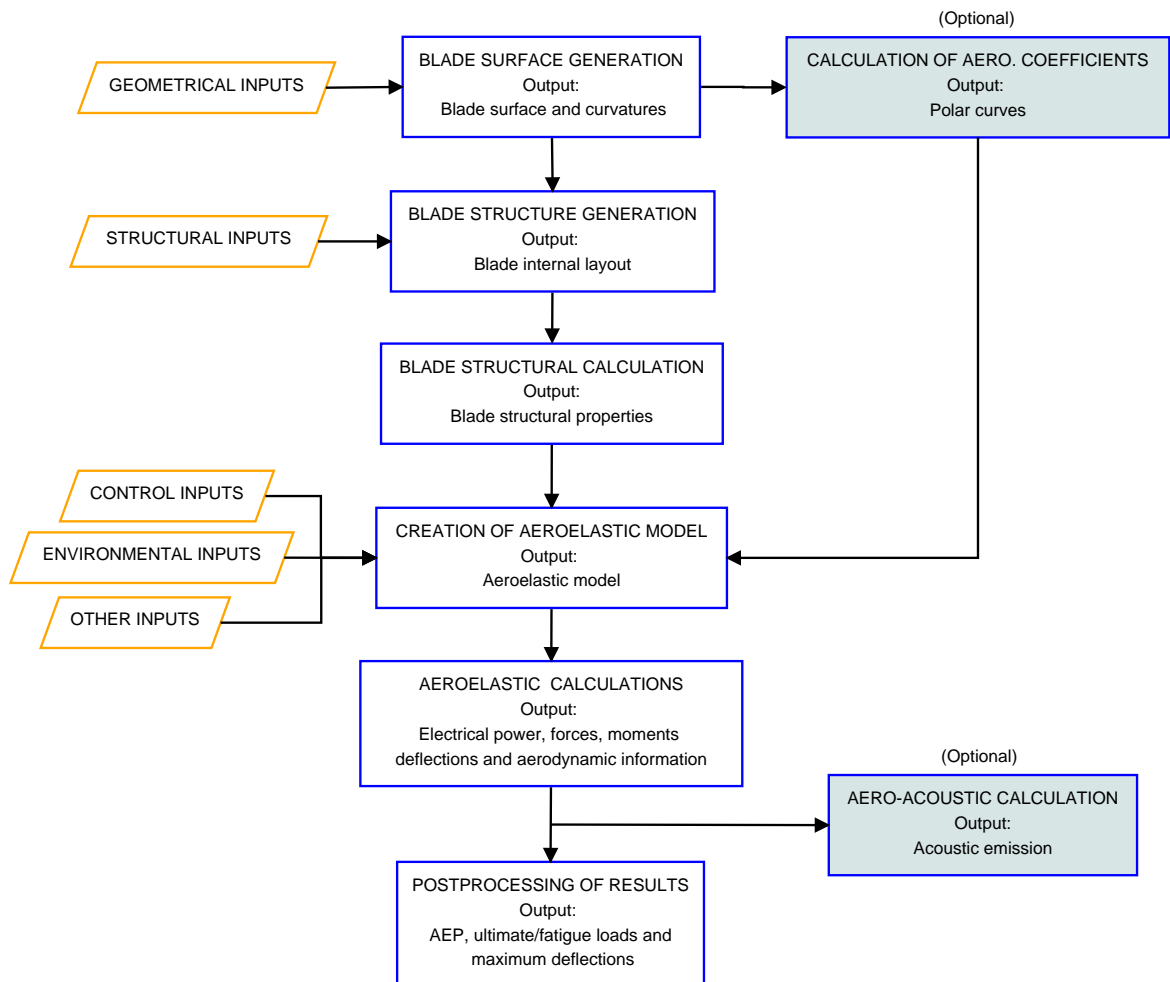 (Optional)
BLADE SURFACE GENERATION
Output:
Blade surface and curvatures
CALCULATION OF AERO. COEFFICIENTS
Output:
Polar curves
GEOMETRICAL INPUTS
BLADE STRUCTURE GENERATION
Output:
Blade internal layout
STRUCTURAL INPUTS
BLADE STRUCTURAL CALCULATION
Output:
Blade structural properties
CONTROL INPUTS
ENVIRONMENTAL INPUTS
OTHER INPUTS
CREATION OF AEROELASTIC MODEL
Output:
Aeroelastic model
AEROELASTIC CALCULATIONS
Output:
Electrical power, forces, moments
deflections and aerodynamic information
(Optional)
AERO-ACOUSTIC CALCULATION
Output:
Acoustic emission
POSTPROCESSING OF RESULTS
Output:
AEP, ultimate/fatigue loads and
maximum deflections